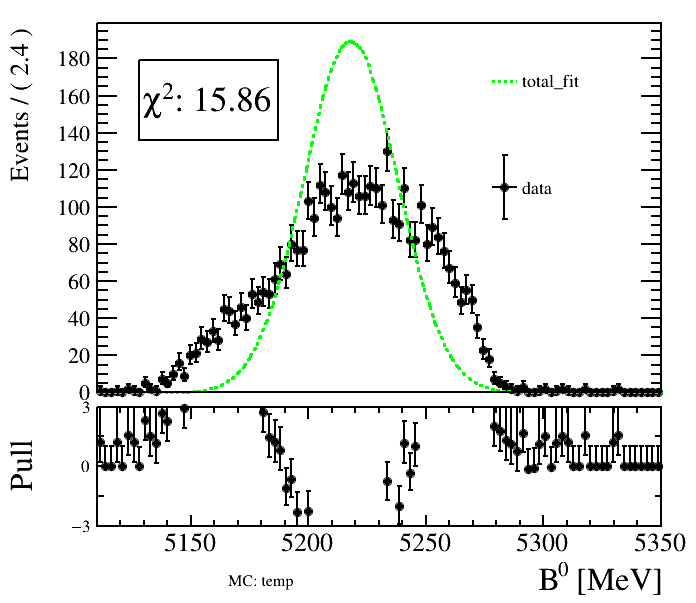 Events / ( 2.4 )
180
160
140
120
100
80
60
40
20
0
χ²: 15.86
total_fit
data
Pull
3
0
−3
5150 5200 5250 5300 5350
MC: temp
B⁰ [MeV]